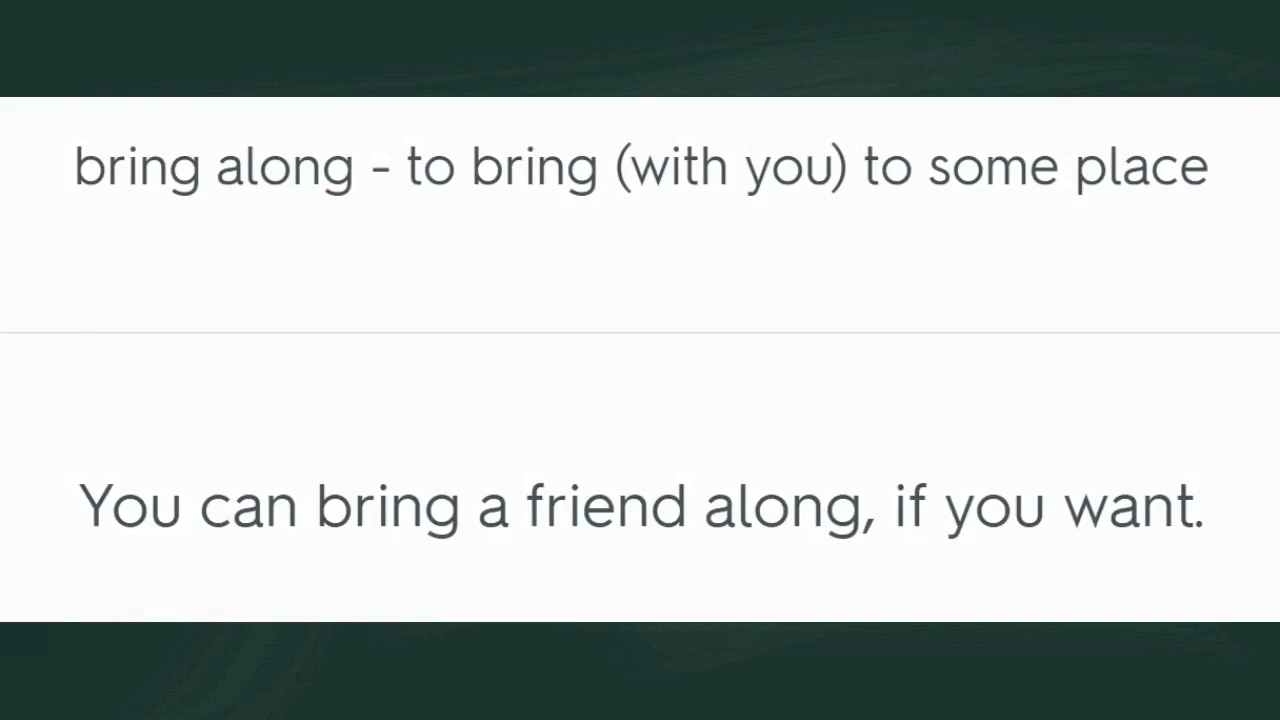 bring along - to bring (with you) to some place
You can bring a friend along, if you want.